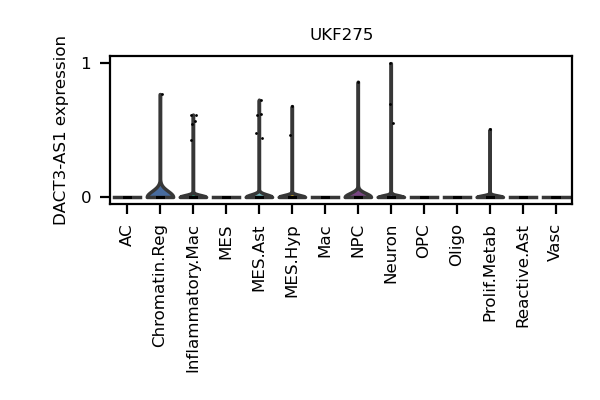 UKF275
DACT3-AS1 expression
1
0
AC
Chromatin.Reg
Inflammatory.Mac
MES
MES.Ast
MES.Hyp
Mac
NPC
Neuron
OPC
Oligo
Prolif.Metab
Reactive.Ast
Vasc